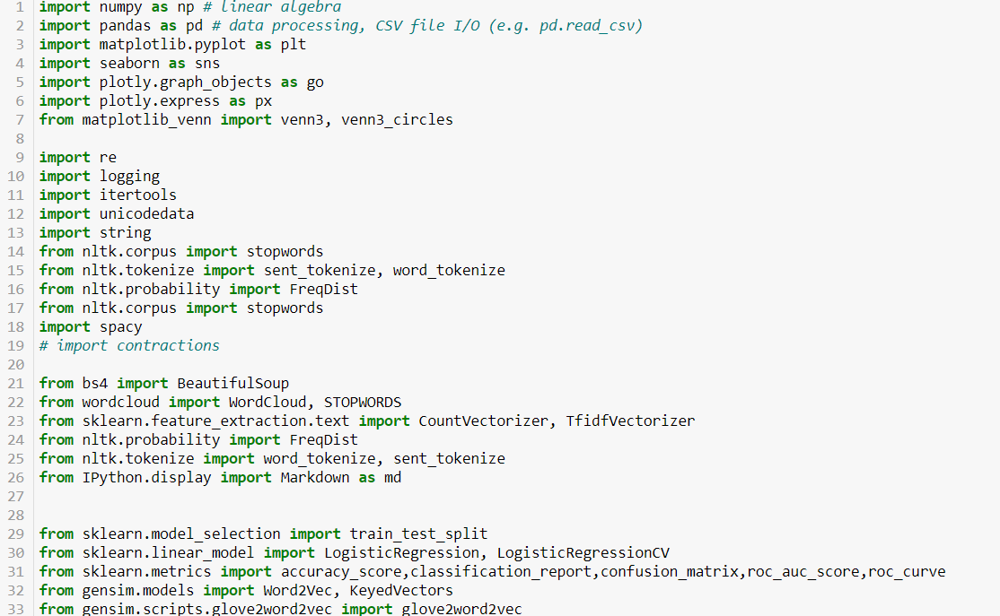 1 import numpy as np # linear algebra
2 import pandas as pd # data processing, CSV file I/O (e.g. pd.read_csv)
3 import matplotlib.pyplot as plt
4 import seaborn as sns
5 import plotly.graph_objects as go
6 import plotly.express as px
7 from matplotlib_venn import venn3, venn3_circles
8
9 import re
10 import logging
11 import itertools
12 import unicodedata
13 import string
14 from nltk.corpus import stopwords
15 from nltk.tokenize import sent_tokenize, word_tokenize
16 from nltk.probability import FreqDist
17 from nltk.corpus import stopwords
18 import spacy
19 # import contractions
20
21 from bs4 import BeautifulSoup
22 from wordcloud import WordCloud, STOPWORDS
23 from sklearn.feature_extraction.text import CountVectorizer, TfidfVectorizer
24 from nltk.probability import FreqDist
25 from nltk.tokenize import word_tokenize, sent_tokenize
26 from IPython.display import Markdown as md
27
28
29 from sklearn.model_selection import train_test_split
30 from sklearn.linear_model import LogisticRegression, LogisticRegressionCV
31 from sklearn.metrics import accuracy_score,classification_report,confusion_matrix,roc_auc_score,roc_curve
32 from gensim.models import Word2Vec, KeyedVectors
33 from gensim.scripts.glove2word2vec import glove2word2vec